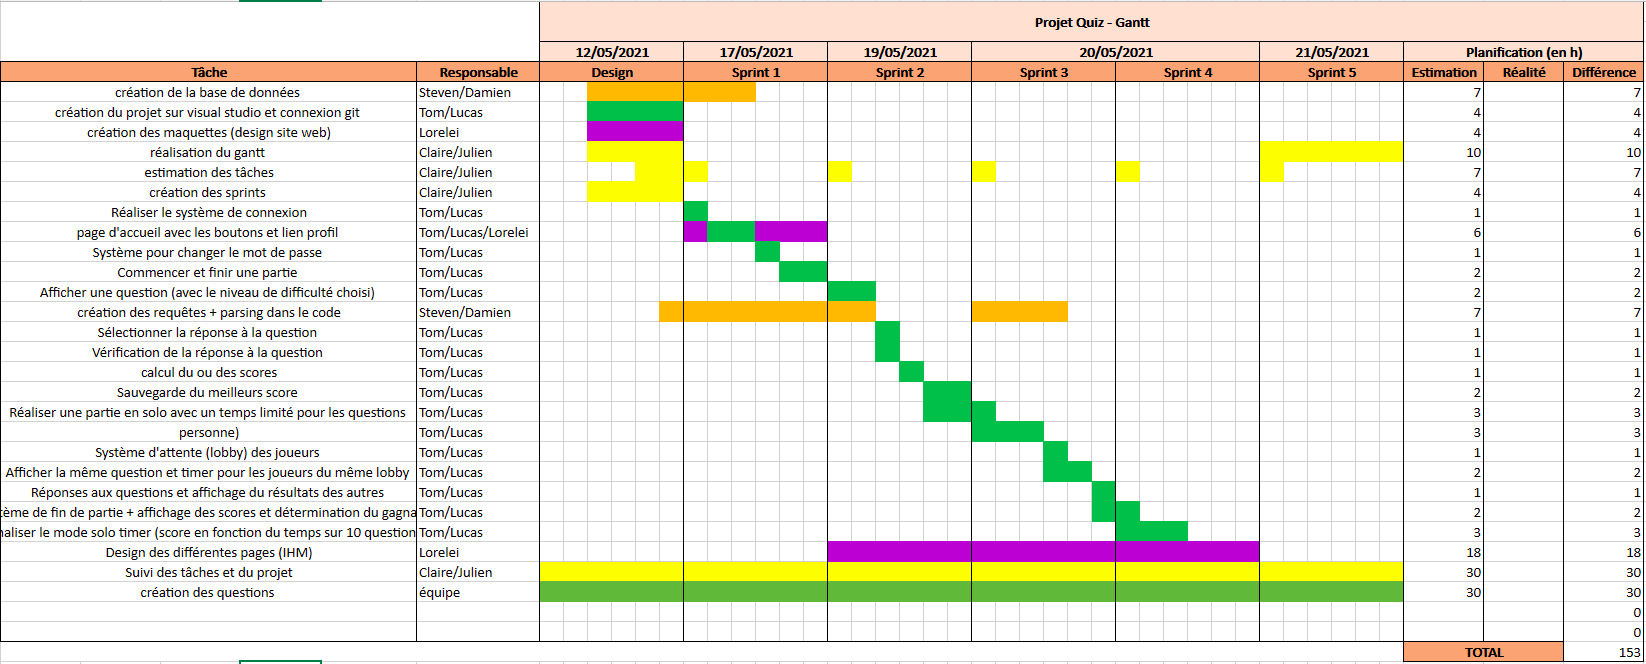 Projet Quiz - Gantt
12/05/2021 17/05/2021 19/05/2021 20/05/2021 21/05/2021 Planification (en h)
Tâche Responsable Design Sprint 1 Sprint 2 Sprint 3 Sprint 4 Sprint 5 Estimation Réalité Différence
création de la base de données Steven/Damien 7 7
création du projet sur visual studio et connexion git Tom/Lucas 4 4
création des maquettes (design site web) Lorelei 4 4
réalisation du gantt Claire/Julien 10 10
estimation des tâches Claire/Julien 7 7
création des sprints Claire/Julien 4 4
Réaliser le système de connexion Tom/Lucas 1 1
page d'accueil avec les boutons et lien profil Tom/Lucas/Lorelei 6 6
Système pour changer le mot de passe Tom/Lucas 1 1
Commencer et finir une partie Tom/Lucas 2 2
Afficher une question (avec le niveau de difficulté choisi) Tom/Lucas 2 2
création des requêtes + parsing dans le code Steven/Damien 7 7
Sélectionner la réponse à la question Tom/Lucas 1 1
Vérification de la réponse à la question Tom/Lucas 1 1
calcul du ou des scores Tom/Lucas 1 1
Sauvegarde du meilleurs score Tom/Lucas 2 2
Réaliser une partie en solo avec un temps limité pour les questions Tom/Lucas 3 3
personne) Tom/Lucas 3 3
Système d'attente (lobby) des joueurs Tom/Lucas 1 1
Afficher la même question et timer pour les joueurs du même lobby Tom/Lucas 2 2
Réponses aux questions et affichage du résultats des autres Tom/Lucas 1 1
tème de fin de partie + affichage des scores et détermination du gagna Tom/Lucas 2 2
naliser le mode solo timer (score en fonction du temps sur 10 question Tom/Lucas 3 3
Design des différentes pages (IHM) Lorelei 18 18
Suivi des tâches et du projet Claire/Julien 30 30
création des questions équipe 30 30
0
0
TOTAL 153